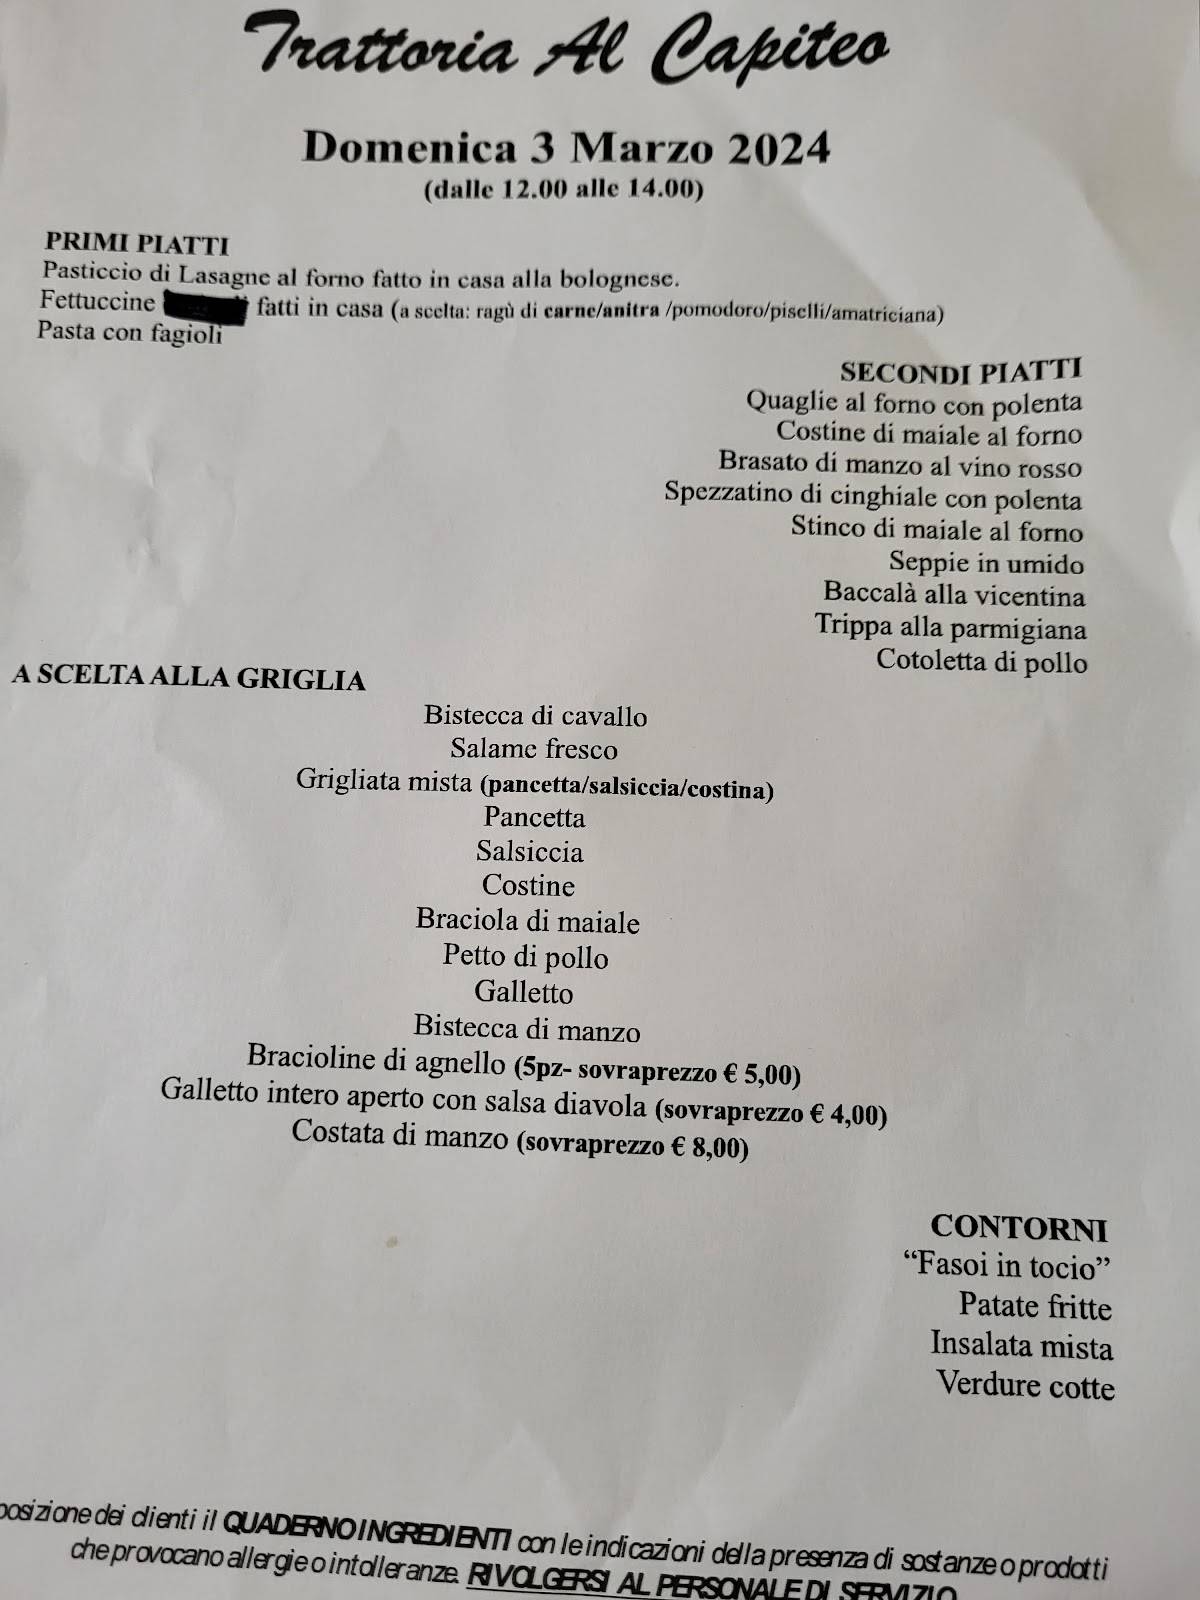 Trattoria Al Capiteo
Domenica 3 Marzo 2024
(dalle 12.00 alle 14.00)
PRIMI PIATTI
Pasticcio di Lasagne al forno fatto in casa alla bolognese.
Fettuccine fatti in casa (a scelta: ragù di carne/anitra /pomodoro/piselli/amatriciana)
Pasta con fagioli
SECONDI PIATTI
Quaglie al forno con polenta
Costine di maiale al forno
Brasato di manzo al vino rosso
Spezzatino di cinghiale con polenta
Stinco di maiale al forno
Seppie in umido
Baccalà alla vicentina
Trippa alla parmigiana
Cotoletta di pollo
A SCELTA ALLA GRIGLIA
Bistecca di cavallo
Salame fresco
Grigliata mista (pancetta/salsiccia/costina)
Pancetta
Salsiccia
Costine
Braciola di maiale
Petto di pollo
Galletto
Bistecca di manzo
Bracioline di agnello (5pz- sovraprezzo € 5,00)
Galletto intero aperto con salsa diavola (sovraprezzo € 4,00)
Costata di manzo (sovraprezzo € 8,00)
CONTORNI
“Fasoi in tocio”
Patate fritte
Insalata mista
Verdure cotte
posizione dei clienti il QUADERNO INGREDIENTI con le indicazioni della presenza di sostanze o prodotti
che provocano allergie o intolleranze. RIVOLGERSI AL PERSONALE DI SERVIZIO